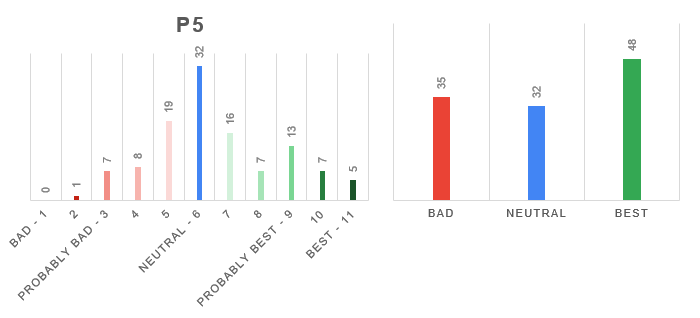 P5
0
1
7
8
19
32
16
7
13
7
5
BAD - 1
2
PROBABLY BAD - 3
4
5
NEUTRAL - 6
7
8
PROBABLY BEST - 9
10
BEST - 11
35
32
48
BAD
NEUTRAL
BEST